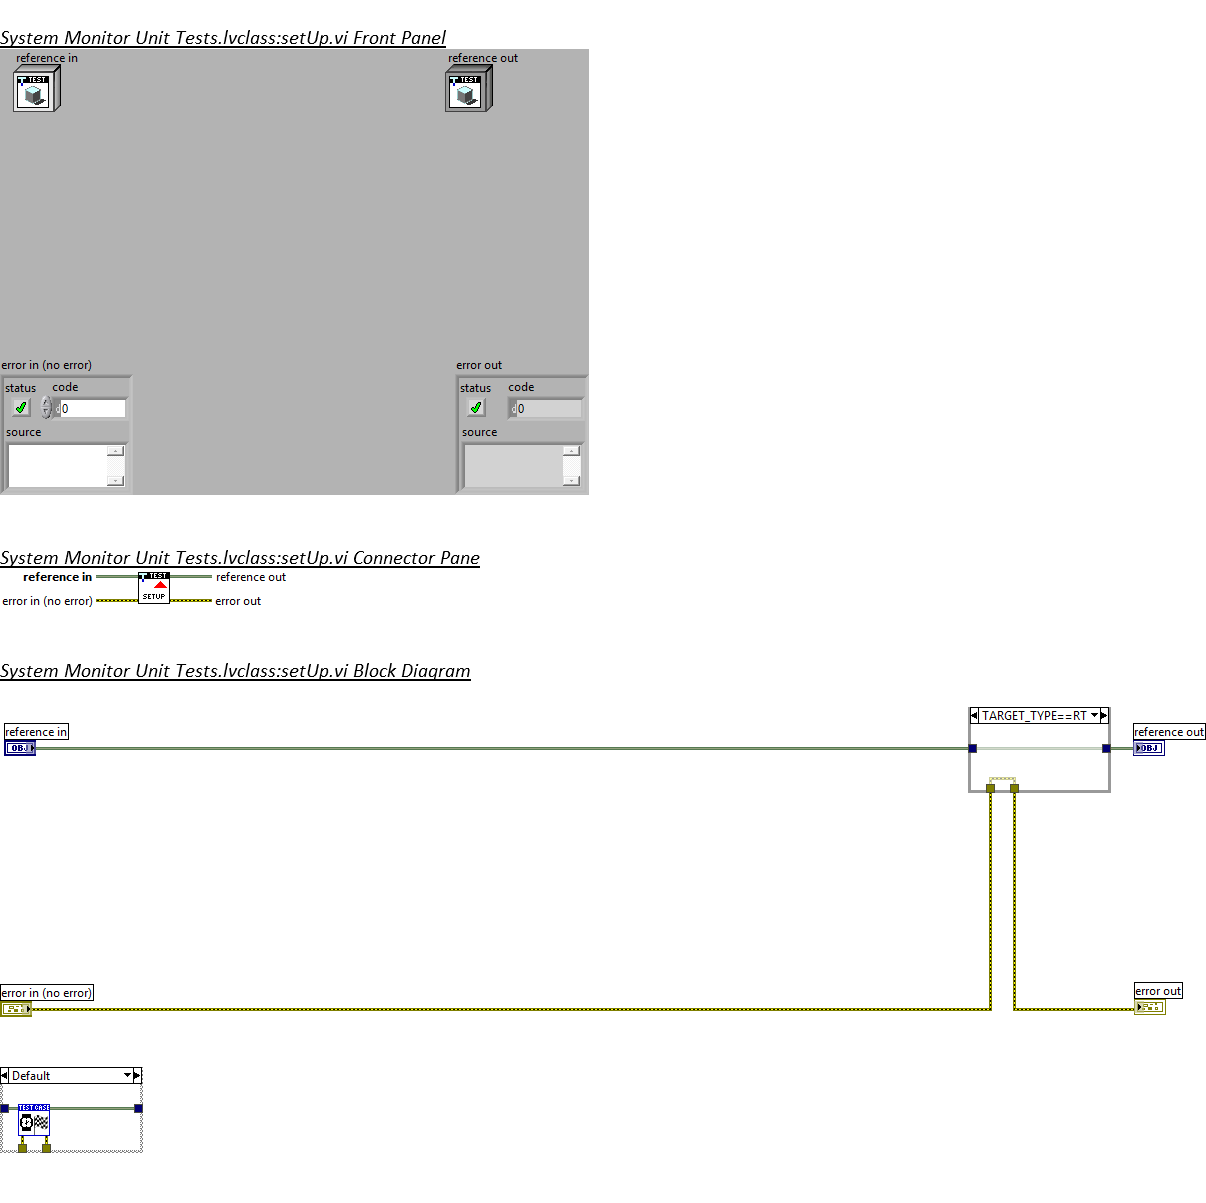 System Monitor Unit Tests.lvclass:setUp.vi Front Panel
reference in
reference out
TEST
TEST
error in (no error)
error out
status code
status code
d 0
d 0
source
source
System Monitor Unit Tests.lvclass:setUp.vi Connector Pane
reference in
TEST
reference out
error in (no error)
SETUP
error out
System Monitor Unit Tests.lvclass:setUp.vi Block Diagram
TARGET_TYPE==RT
reference in
reference out
OBJ
OBJ
error in (no error)
error out
Default
TEST CASE